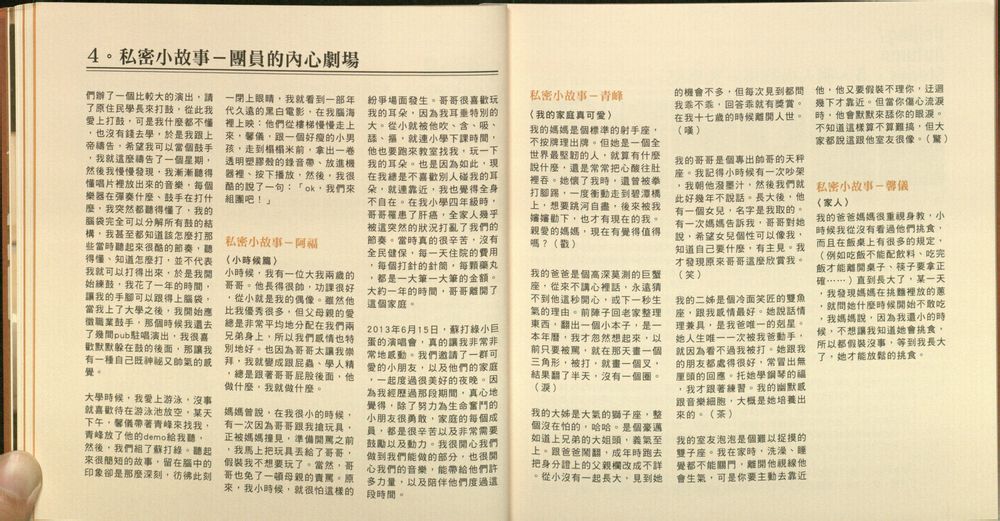 4。私密小故事－團員的內心劇場
們辦了一個比較大的演出，請
了原住民學長來打鼓，從此我
愛上打鼓，可是我什麼都不懂
，也沒有錢去學，於是我跟上
帝禱告，希望我可以當個鼓手
，我就這麼禱告了一個星期，
然後我慢慢發現，我漸漸聽得
懂唱片裡放出來的音樂，每個
樂器在彈奏什麼，鼓手在打什
麼，我突然都聽得懂了，我的
腦袋完全可以分解所有鼓的結
構，我甚至都知道該怎麼打那
些當時聽起來很酷的節奏，聽
得懂、知道怎麼打，並不代表
我就可以打得出來，於是我開
始練鼓，我花了一段時間，
讓我的手腳可以跟得上腦袋，
當我上了大學之後，我開始應
徵職業鼓手，那個時候我還去
了幾間pub駐唱演出，我很喜
歡默默躲在鼓的後面，那讓我
有一種自己既神祕又帥氣的感
覺。
大學時候，我愛上游泳，沒事
就喜歡待在游泳池放空，某天
下午，馨儀帶著青峰來找我，
青峰放了他的demo給我聽，
然後，我們組了蘇打綠。聽起
來很簡短的故事，留在腦中的
印象卻是那麼深刻，彷彿此刻
一閉上眼睛，我就看到一部年
代久遠的黑白電影，在我腦海
裡上映：他們從樓梯慢慢走上
來，馨儀，跟一個好瘦的小男
孩，走到榻榻米前，拿出一卷
透明塑膠殼的錄音帶、放進機
器裡、按下播放，然後，我很
酷的說了一句：「ok，我們來
組團吧！」
私密小故事－阿福
〈小時候篇〉
小時候，我有一位大我兩歲的
哥哥。他長得很帥，功課很好
，從小就是我的偶像。雖然他
比我優秀很多，但父母親的愛
總是非常平均地分配在我們兩
兄弟身上，所以我們感情也特
別地好。也因為哥哥太讓我崇
拜，我就變成跟屁蟲、學人精
，總是跟著哥哥屁股後面，他
做什麼，我就做什麼。
媽媽曾說，在我很小的時候，
有一次因為哥哥跟我搶玩具，
正被媽媽撞見，準備開罵之前
，我馬上把玩具丟給了哥哥，
假裝我不想要玩了。當然，哥
哥也免了一頓母親的責罵。原
來，我小時候，就很怕這樣的
紛爭場面發生。哥哥很喜歡玩
我的耳朵，因為我耳垂特別的
大。從小就被他吹、含、吸、
舔、摳，就連小學下課時間，
他也要跑來教室找我，玩一下
我的耳朵。也是因為如此，現
在我總是不喜歡別人碰我的耳
朵，就連靠近，我也覺得全身
不自在。在我小學四年級時，
哥哥罹患了肝癌，全家人幾乎
被這突然的狀況打亂了我們的
節奏。當時真的很辛苦，沒有
全民健保，每一天住院的費用
，每個打針的針筒，每顆藥丸
，都是一大筆一大筆的金額。
大約一年的時間，哥哥離開了
這個家庭。
2013年6月15日，蘇打綠小巨
蛋的演唱會，真的讓我非常非
常地感動。我們邀請了一群可
愛的小朋友，以及他們的家庭
，一起度過很美好的夜晚。因
為我經歷過那段期間，真心地
覺得，除了努力為生命奮鬥的
小朋友很勇敢，家庭的每個成
員，都是很辛苦以及非常需要
鼓勵以及動力。我很開心我們
做到我們能做的部分，也很開
心我們的音樂，能帶給他們許
多力量，以及陪伴他們度過這
段時間。
私密小故事－青峰
〈我的家庭真可愛〉
我的媽媽是個標準的射手座，
不按牌理出牌。但她是一個全
世界最堅韌的人，就算有什麼
說什麼，還是常常把心酸往肚
裡吞。她懷了我時，還曾被拳
打腳踢，一度衝動走到碧潭橋
上，想要跳河自盡，後來被我
嬸嬸勸下，也才有現在的我。
親愛的媽媽，現在有覺得值得
嗎？（戳）
我的爸爸是個高深莫測的巨蟹
座，從來不講心裡話，永遠猜
不到他這秒開心，或下一秒生
氣的理由。前陣子回老家整理
東西，翻出一個小本子，是一
本年曆，我才忽然想起來，以
前只要被罵，就在那天畫一個
三角形，被打，就畫一個叉，
結果翻了半天，沒有一個圈。
（淚）
我的大姊是大氣的獅子座，整
個沒在怕的，哈哈。是個豪邁
如道上兄弟的大姐頭，義氣至
上。跟爸爸鬧翻，成年時跑去
把身分證上的父親欄改成不詳
。從小沒有一起長大，見到她
的機會不多，但每次見到都問
我乖不乖，回答乖就有獎賞。
在我十七歲的時候離開人世。
（嘆）
我的哥哥是個專出帥哥的天秤
座。我記得小時候有一次吵架
，我朝他潑墨汁，然後我們就
此好幾年不說話。長大後，他
有一個女兒，名字是我取的。
有一次媽媽告訴我，哥哥對她
說，希望女兒個性可以像我，
知道自己要什麼，有主見。我
才發現原來哥哥這麼欣賞我。
（笑）
我的二姊是個冷面笑匠的雙魚
座，跟我感情最好。她說話情
理兼具，是我爸唯一的剋星。
她人生唯一一次被我爸動手，
就因為看不過我被打。她跟我
的朋友都處得很好，常冒出無
厘頭的回應。托她學鋼琴的福
，我才跟著練習。我的幽默感
跟音樂細胞，大概是她培養出
來的。（茶）
我的室友泡泡是個難以捉摸的
雙子座。我在家時，洗澡、睡
覺都不能關門，離開他視線他
會生氣，可是你要主動去靠近
他，他又要假裝不理你，迂迴
幾下才靠近。但當你傷心流淚
時，他會默默來舔你的眼淚。
不知道這樣算不算難搞，但大
家都說這跟他室友很像。（驚）
私密小故事－馨儀
〈家人〉
我的爸爸媽媽很重視身教，小
時候我從沒有看過他們挑食，
而且在飯桌上有很多的規定，
（例如吃飯不能配飲料、吃完
飯才能離開桌子、筷子要拿正
確……）直到長大了，某一天
，我發現媽媽在挑麵裡放的蔥
，就問她什麼時候開始不敢吃
，我媽媽說，因為我還小的時
候，不想讓我知道她會挑食，
所以都假裝沒事，等到我長大
了，她才能放鬆的挑食。